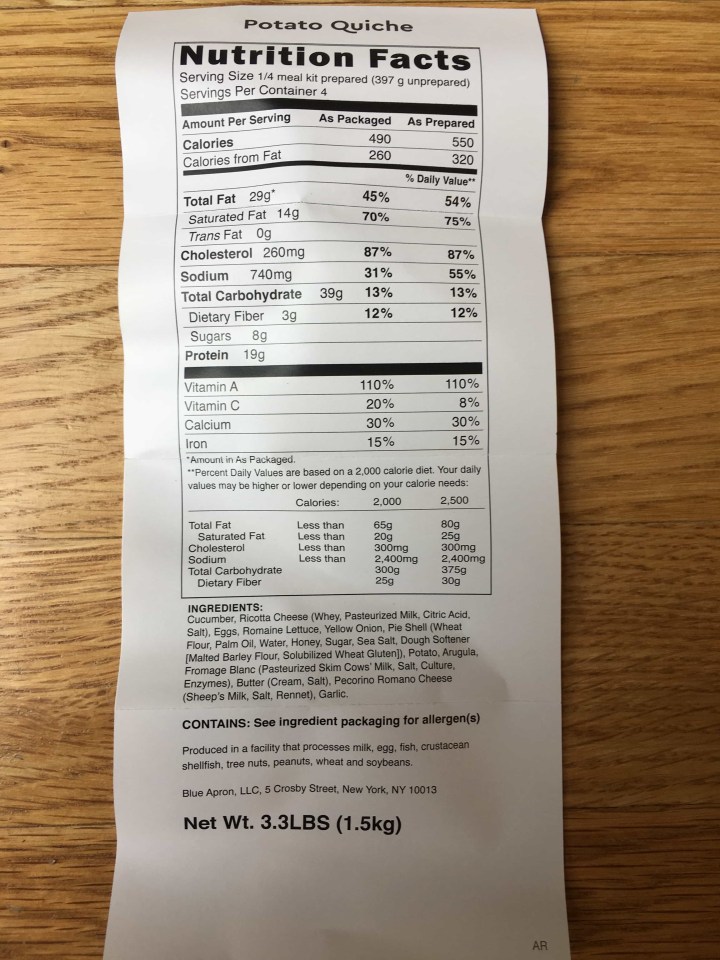 Potato Quiche
Nutrition Facts
Serving Size 1/4 meal kit prepared (397 g unprepared)
Servings Per Container 4
Amount Per Serving As Packaged As Prepared
Calories 490 550
Calories from Fat 260 320
% Daily Value**
Total Fat 29g* 45% 54%
Saturated Fat 14g 70% 75%
Trans Fat 0g
Cholesterol 260mg 87% 87%
Sodium 740mg 31% 55%
Total Carbohydrate 39g 13% 13%
Dietary Fiber 3g 12% 12%
Sugars 8g
Protein 19g
Vitamin A 110% 110%
Vitamin C 20% 8%
Calcium 30% 30%
Iron 15% 15%
*Amount in As Packaged.
**Percent Daily Values are based on a 2,000 calorie diet. Your daily
values may be higher or lower depending on your calorie needs:
Calories: 2,000 2,500
Total Fat Less than 65g 80g
Saturated Fat Less than 20g 25g
Cholesterol Less than 300mg 300mg
Sodium Less than 2,400mg 2,400mg
Total Carbohydrate 300g 375g
Dietary Fiber 25g 30g
INGREDIENTS:
Cucumber, Ricotta Cheese (Whey, Pasteurized Milk, Citric Acid,
Salt), Eggs, Romaine Lettuce, Yellow Onion, Pie Shell (Wheat
Flour, Palm Oil, Water, Honey, Sugar, Sea Salt, Dough Softener
[Malted Barley Flour, Solubilized Wheat Gluten]), Potato, Arugula,
Fromage Blanc (Pasteurized Skim Cows' Milk, Salt, Culture,
Enzymes), Butter (Cream, Salt), Pecorino Romano Cheese
(Sheep's Milk, Salt, Rennet), Garlic.
CONTAINS: See ingredient packaging for allergen(s)
Produced in a facility that processes milk, egg, fish, crustacean
shellfish, tree nuts, peanuts, wheat and soybeans.
Blue Apron, LLC, 5 Crosby Street, New York, NY 10013
Net Wt. 3.3LBS (1.5kg)
AR